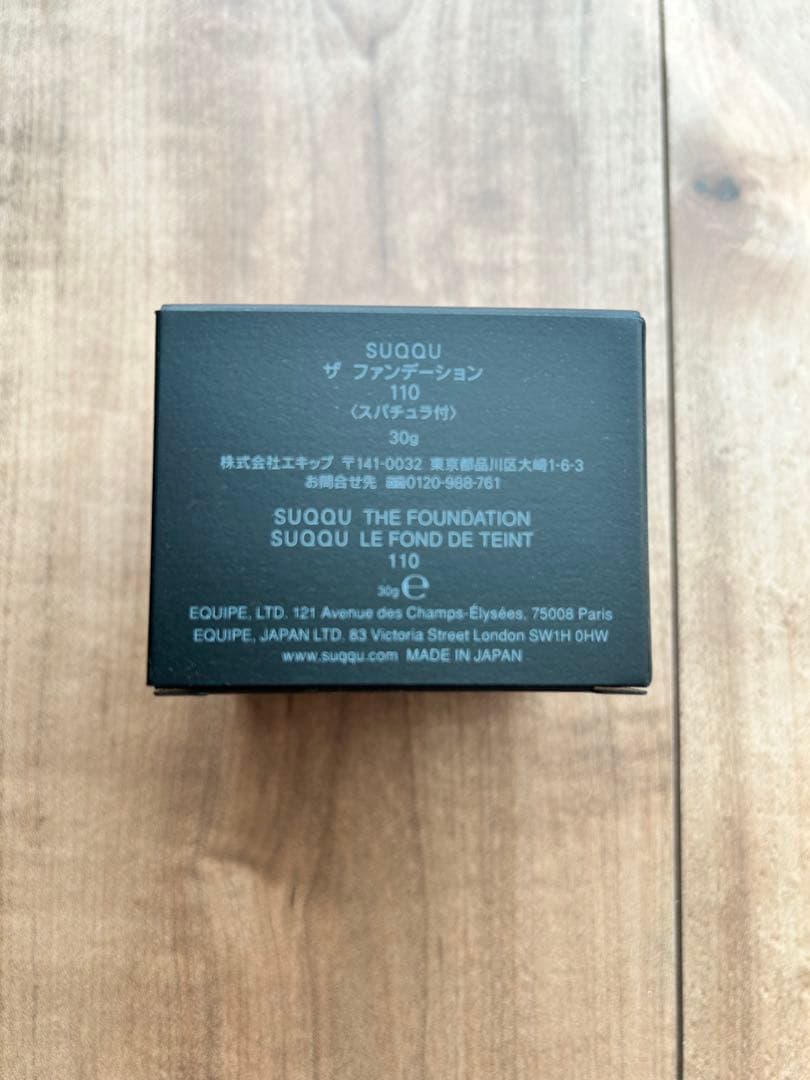 SUQQU
ザ ファンデーション
110
〈スパチュラ付〉
30g
株式会社エキップ 〒141-0032 東京都品川区大崎1-6-3
お問合せ先 0120-988-761
SUQQU THE FOUNDATION
SUQQU LE FOND DE TEINT
110
30g ℮
EQUIPE, LTD. 121 Avenue des Champs-Élysées, 75008 Paris
EQUIPE, JAPAN LTD. 83 Victoria Street London SW1H 0HW
www.suqqu.com MADE IN JAPAN